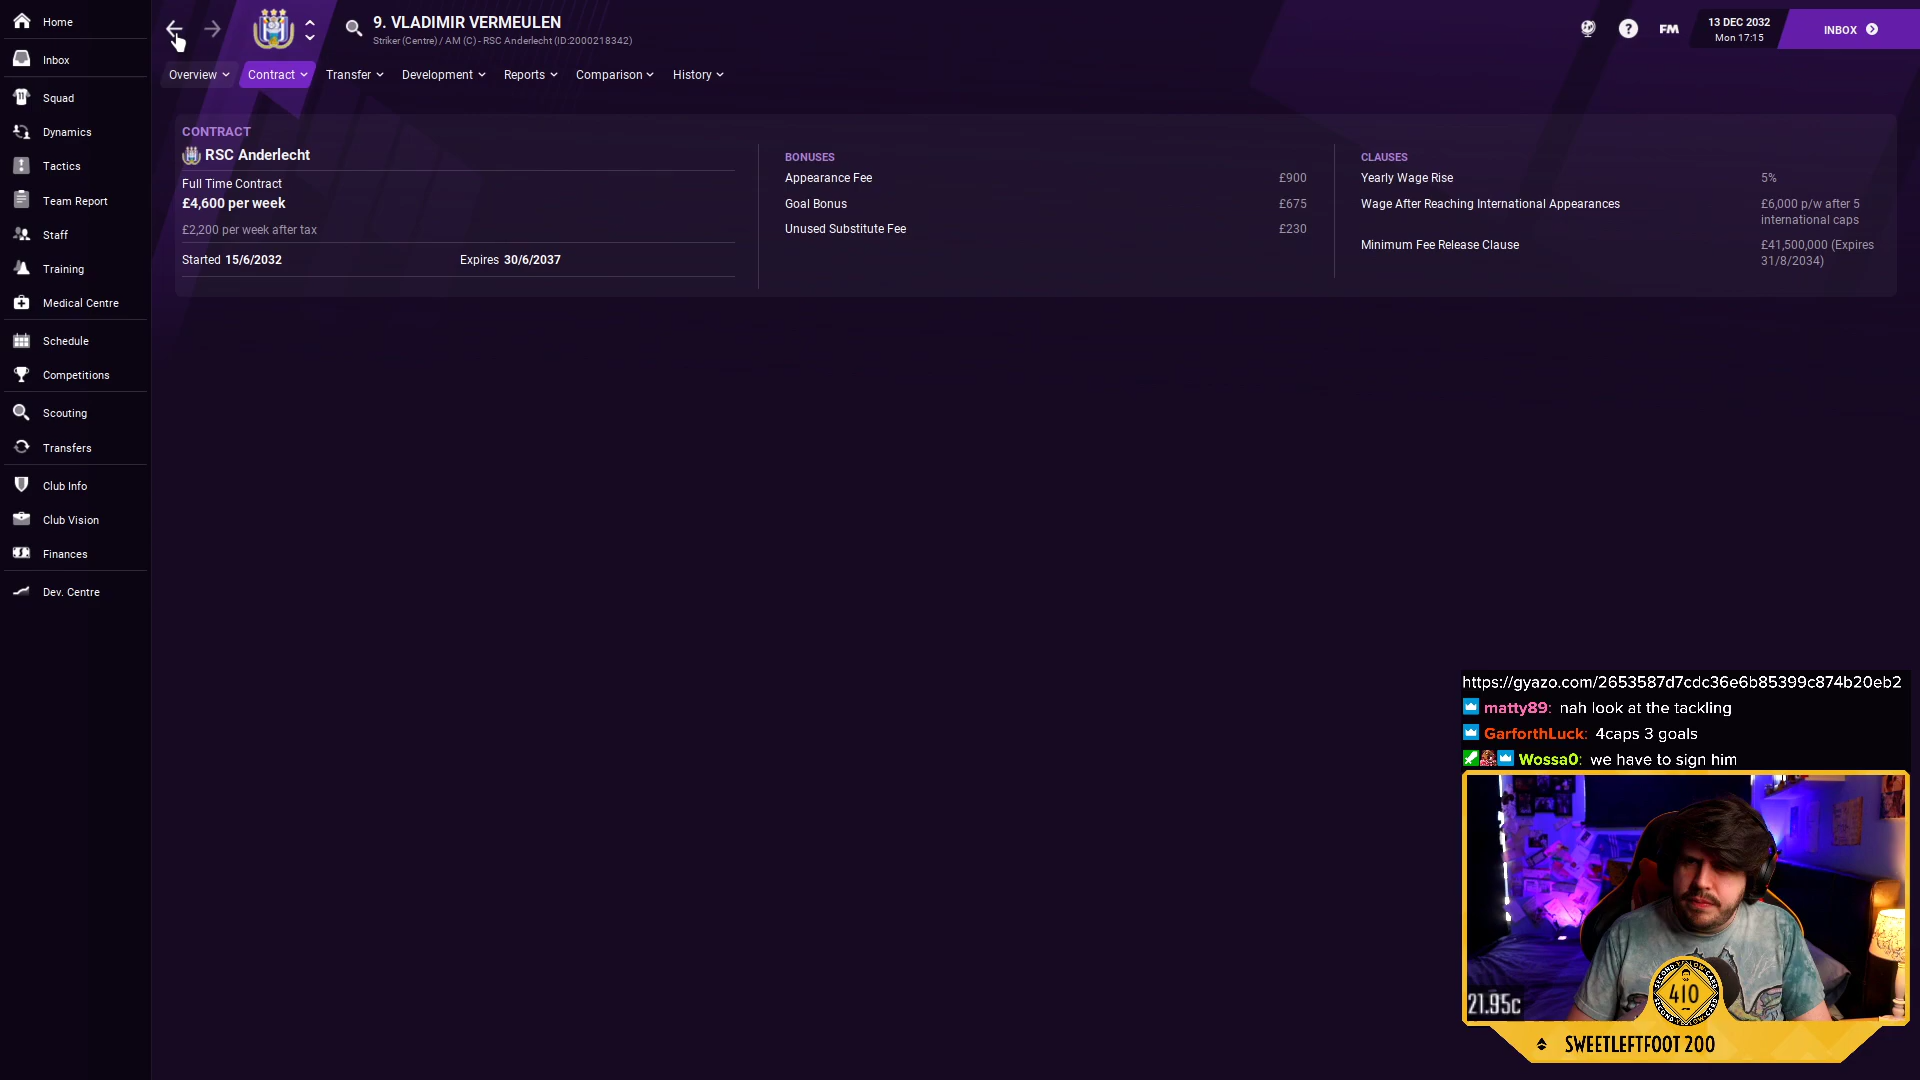 Home
Inbox
Squad
Dynamics
Tactics
Team Report
Staff
Training
Medical Centre
Schedule
Competitions
Scouting
Transfers
Club Info
Club Vision
Finances
Dev. Centre
9. VLADIMIR VERMEULEN
Striker (Centre) / AM (C) - RSC Anderlecht (ID:2000218342)
FM
13 DEC 2032
Mon 17:15
INBOX
Overview Contract Transfer Development Reports Comparison History
CONTRACT
RSC Anderlecht
Full Time Contract
£4,600 per week
£2,200 per week after tax
Started 15/6/2032 Expires 30/6/2037
BONUSES
Appearance Fee £900
Goal Bonus £675
Unused Substitute Fee £230
CLAUSES
Yearly Wage Rise 5%
Wage After Reaching International Appearances £6,000 p/w after 5
international caps
Minimum Fee Release Clause £41,500,000 (Expires
31/8/2034)
https://gyazo.com/2653587d7cdc36e6b85399c874b20eb2
matty89: nah look at the tackling
GarforthLuck: 4caps 3 goals
Wossa0: we have to sign him
21.95c
SECOND YELLOW CARD
410
SECOND YELLOW CARD
SWEETLEFTFOOT 200